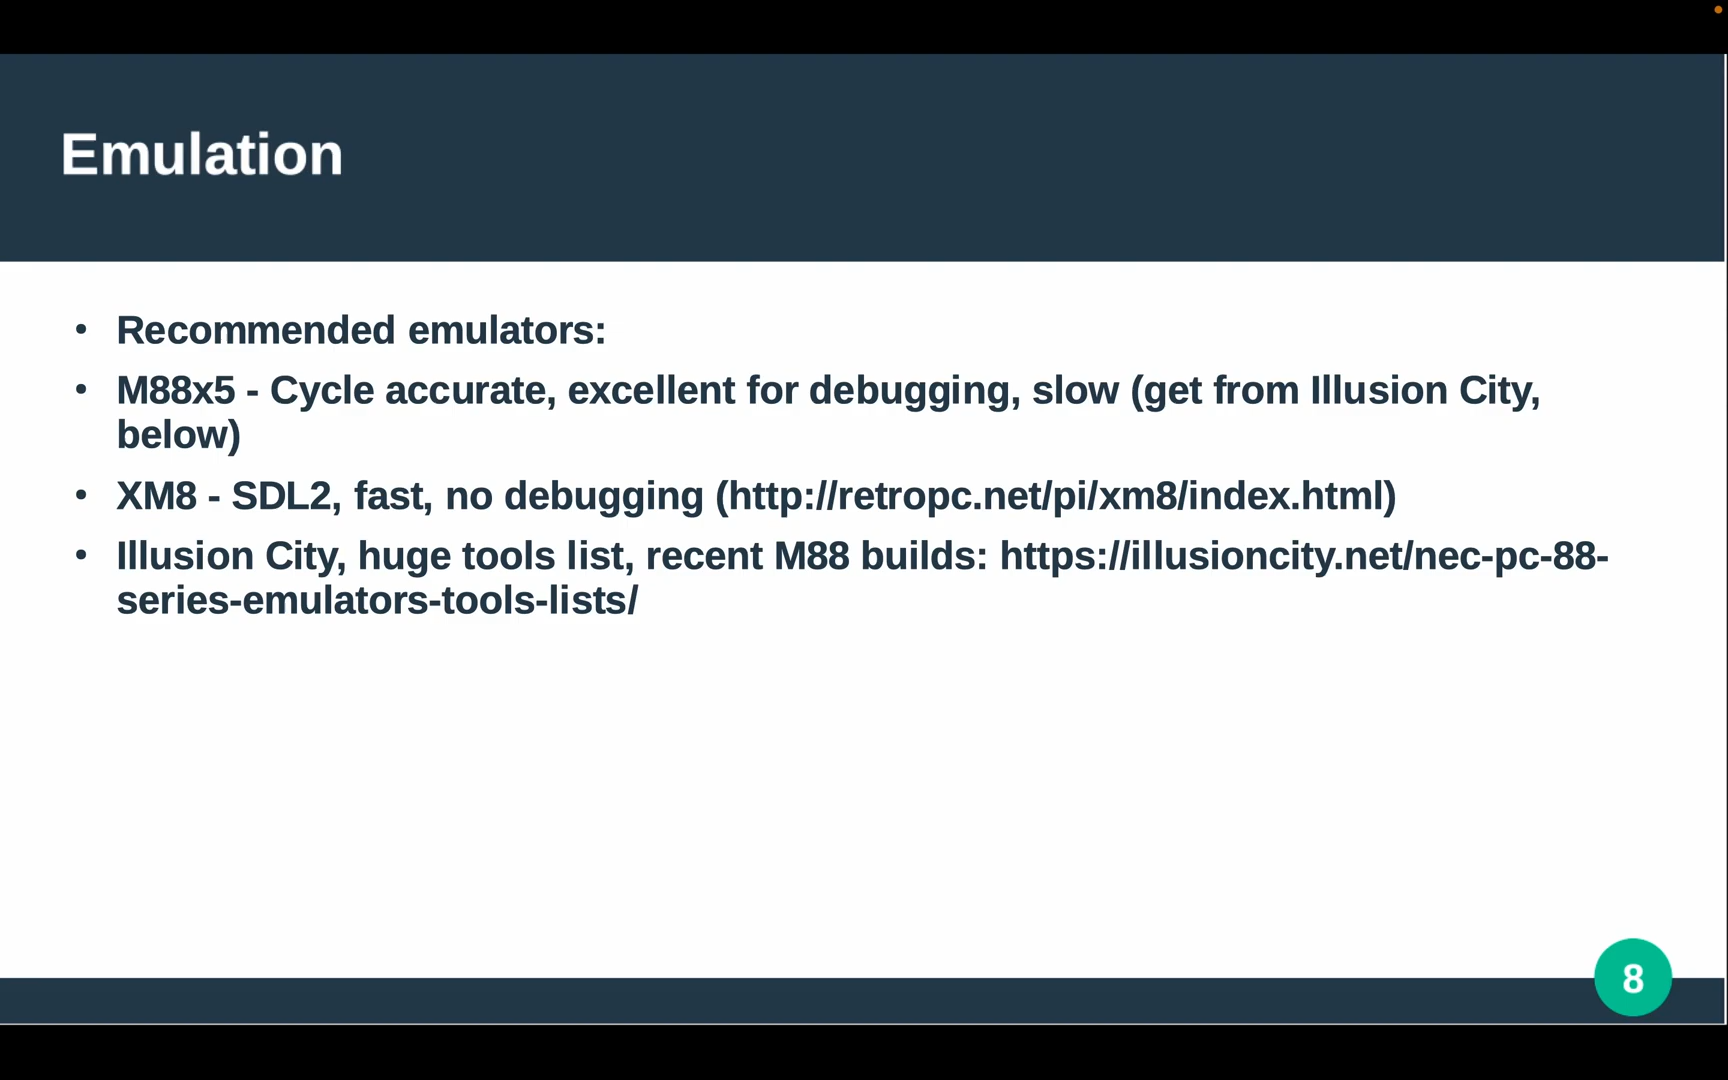 Emulation
• Recommended emulators:
• M88x5 - Cycle accurate, excellent for debugging, slow (get from Illusion City,
below)
• XM8 - SDL2, fast, no debugging (http://retropc.net/pi/xm8/index.html)
• Illusion City, huge tools list, recent M88 builds: https://illusioncity.net/nec-pc-88-
series-emulators-tools-lists/
8